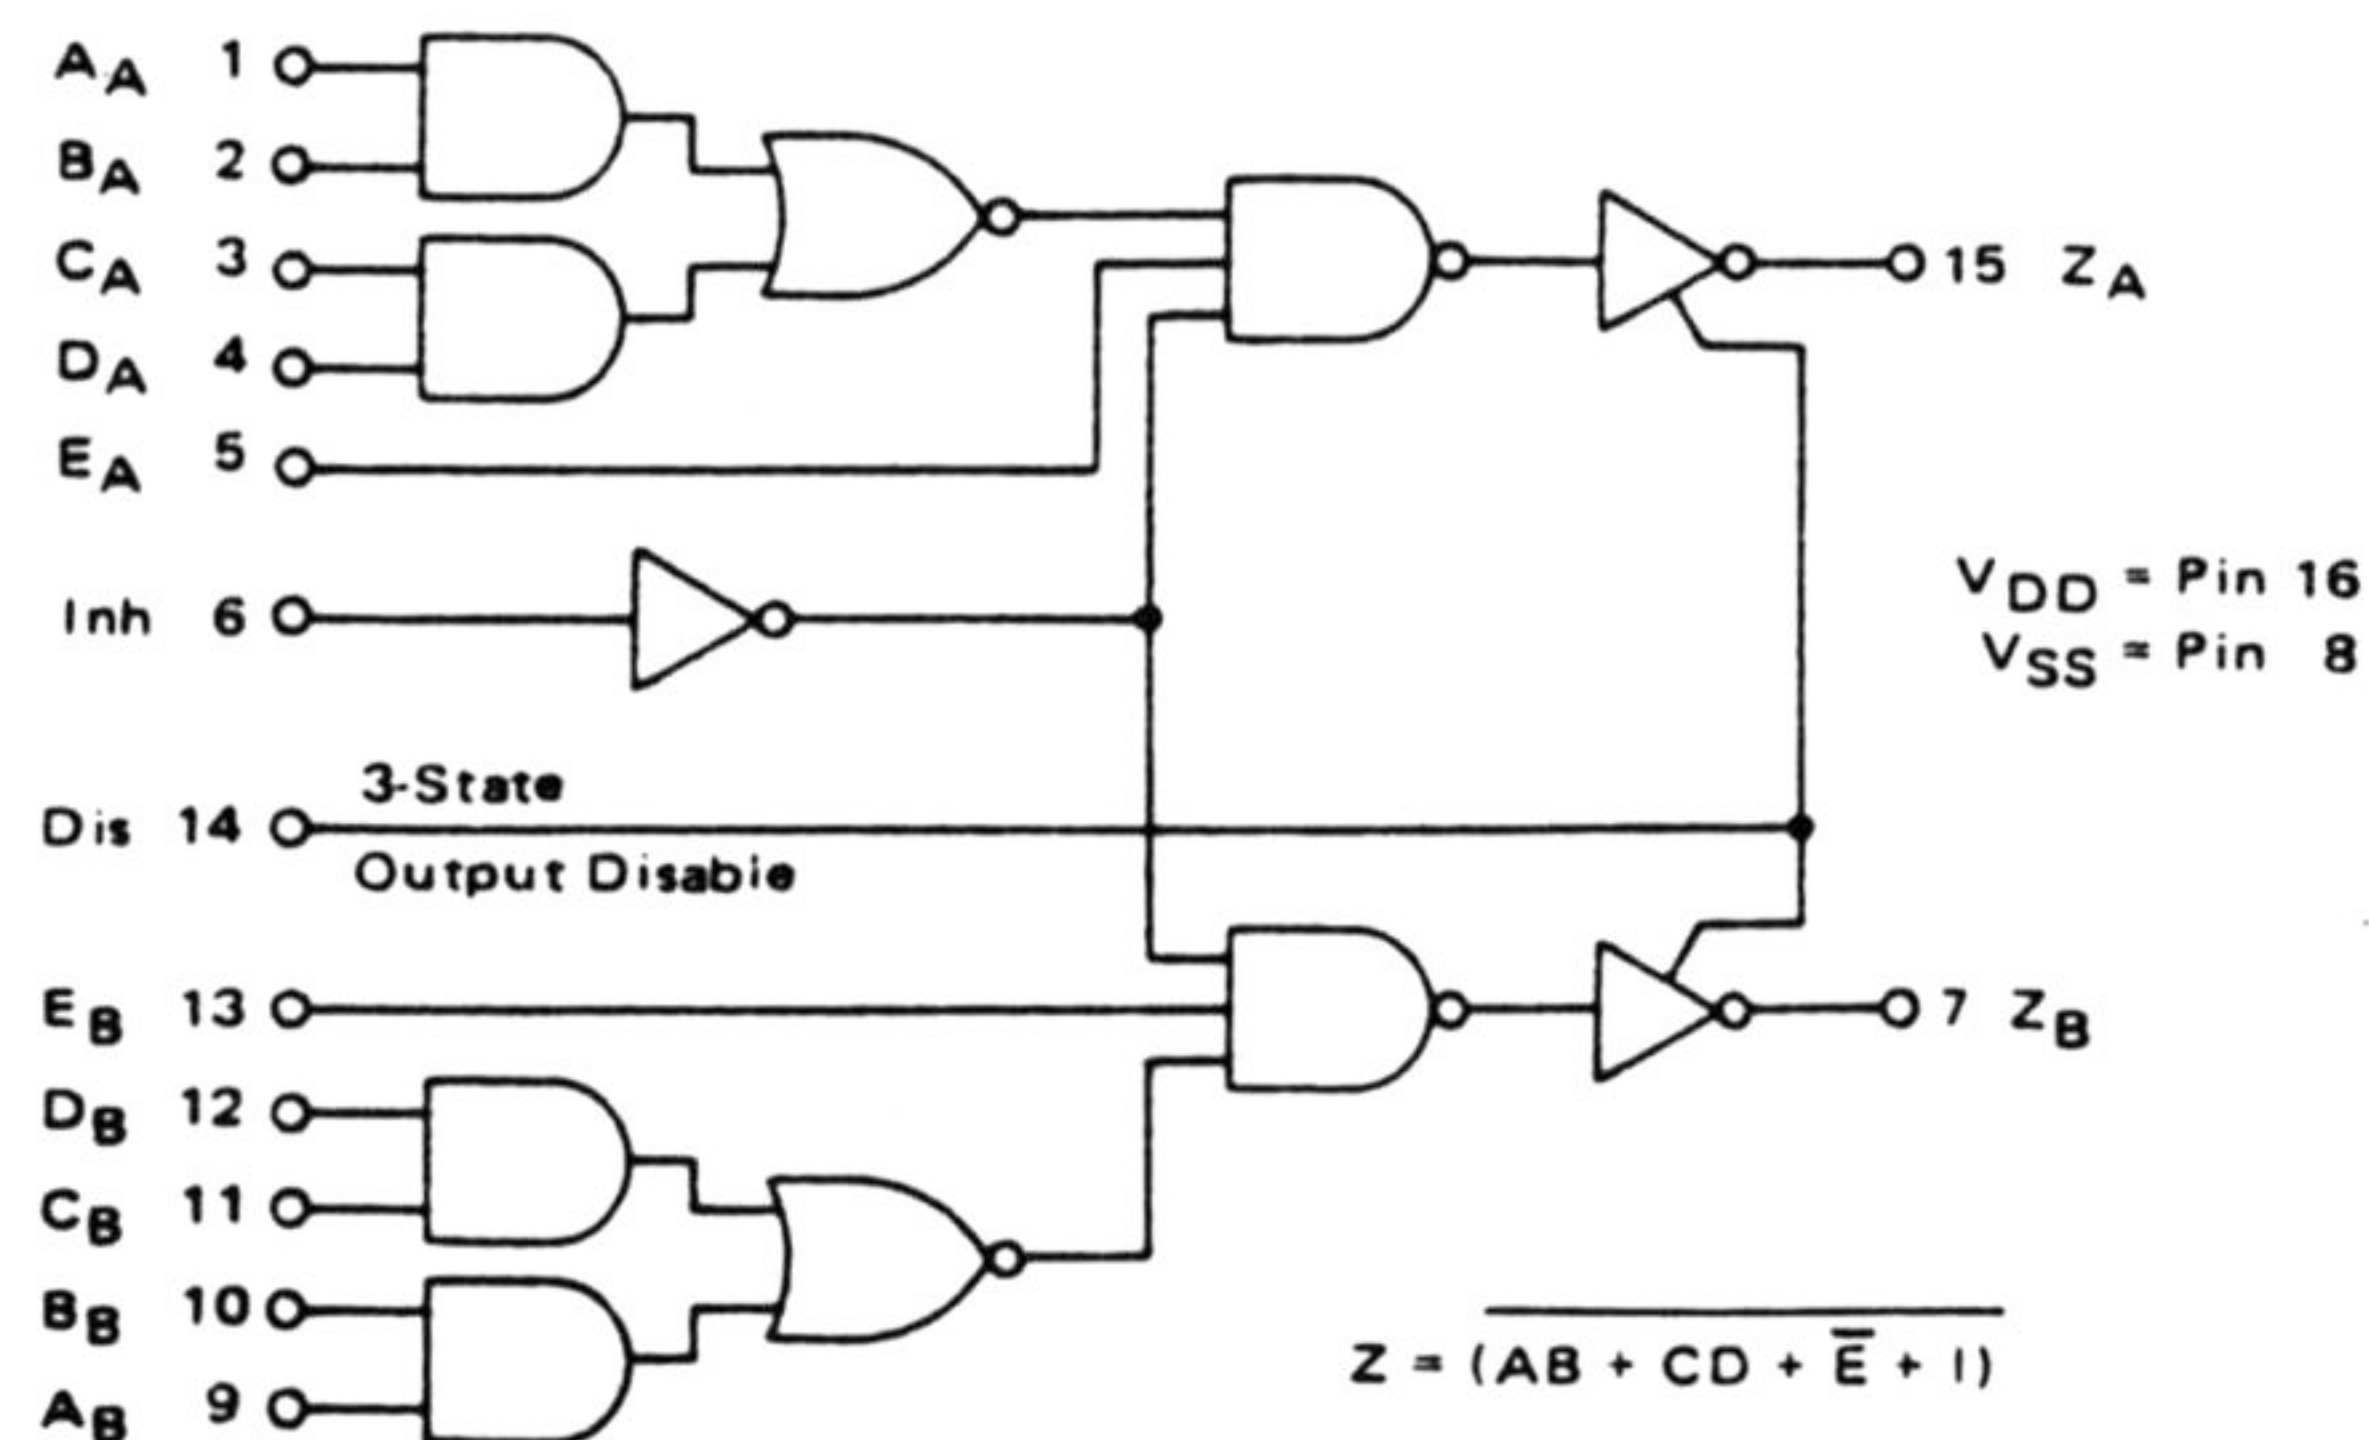 AA 1
BA 2
CA 3
DA 4
EA 5
15 ZA
Inh 6
VDD = Pin 16
VSS = Pin 8
3-State
Dis 14
Output Disable
EB 13
7 ZB
DB 12
CB 11
BB 10
AB 9
Z = (AB + CD + E̅ + I)